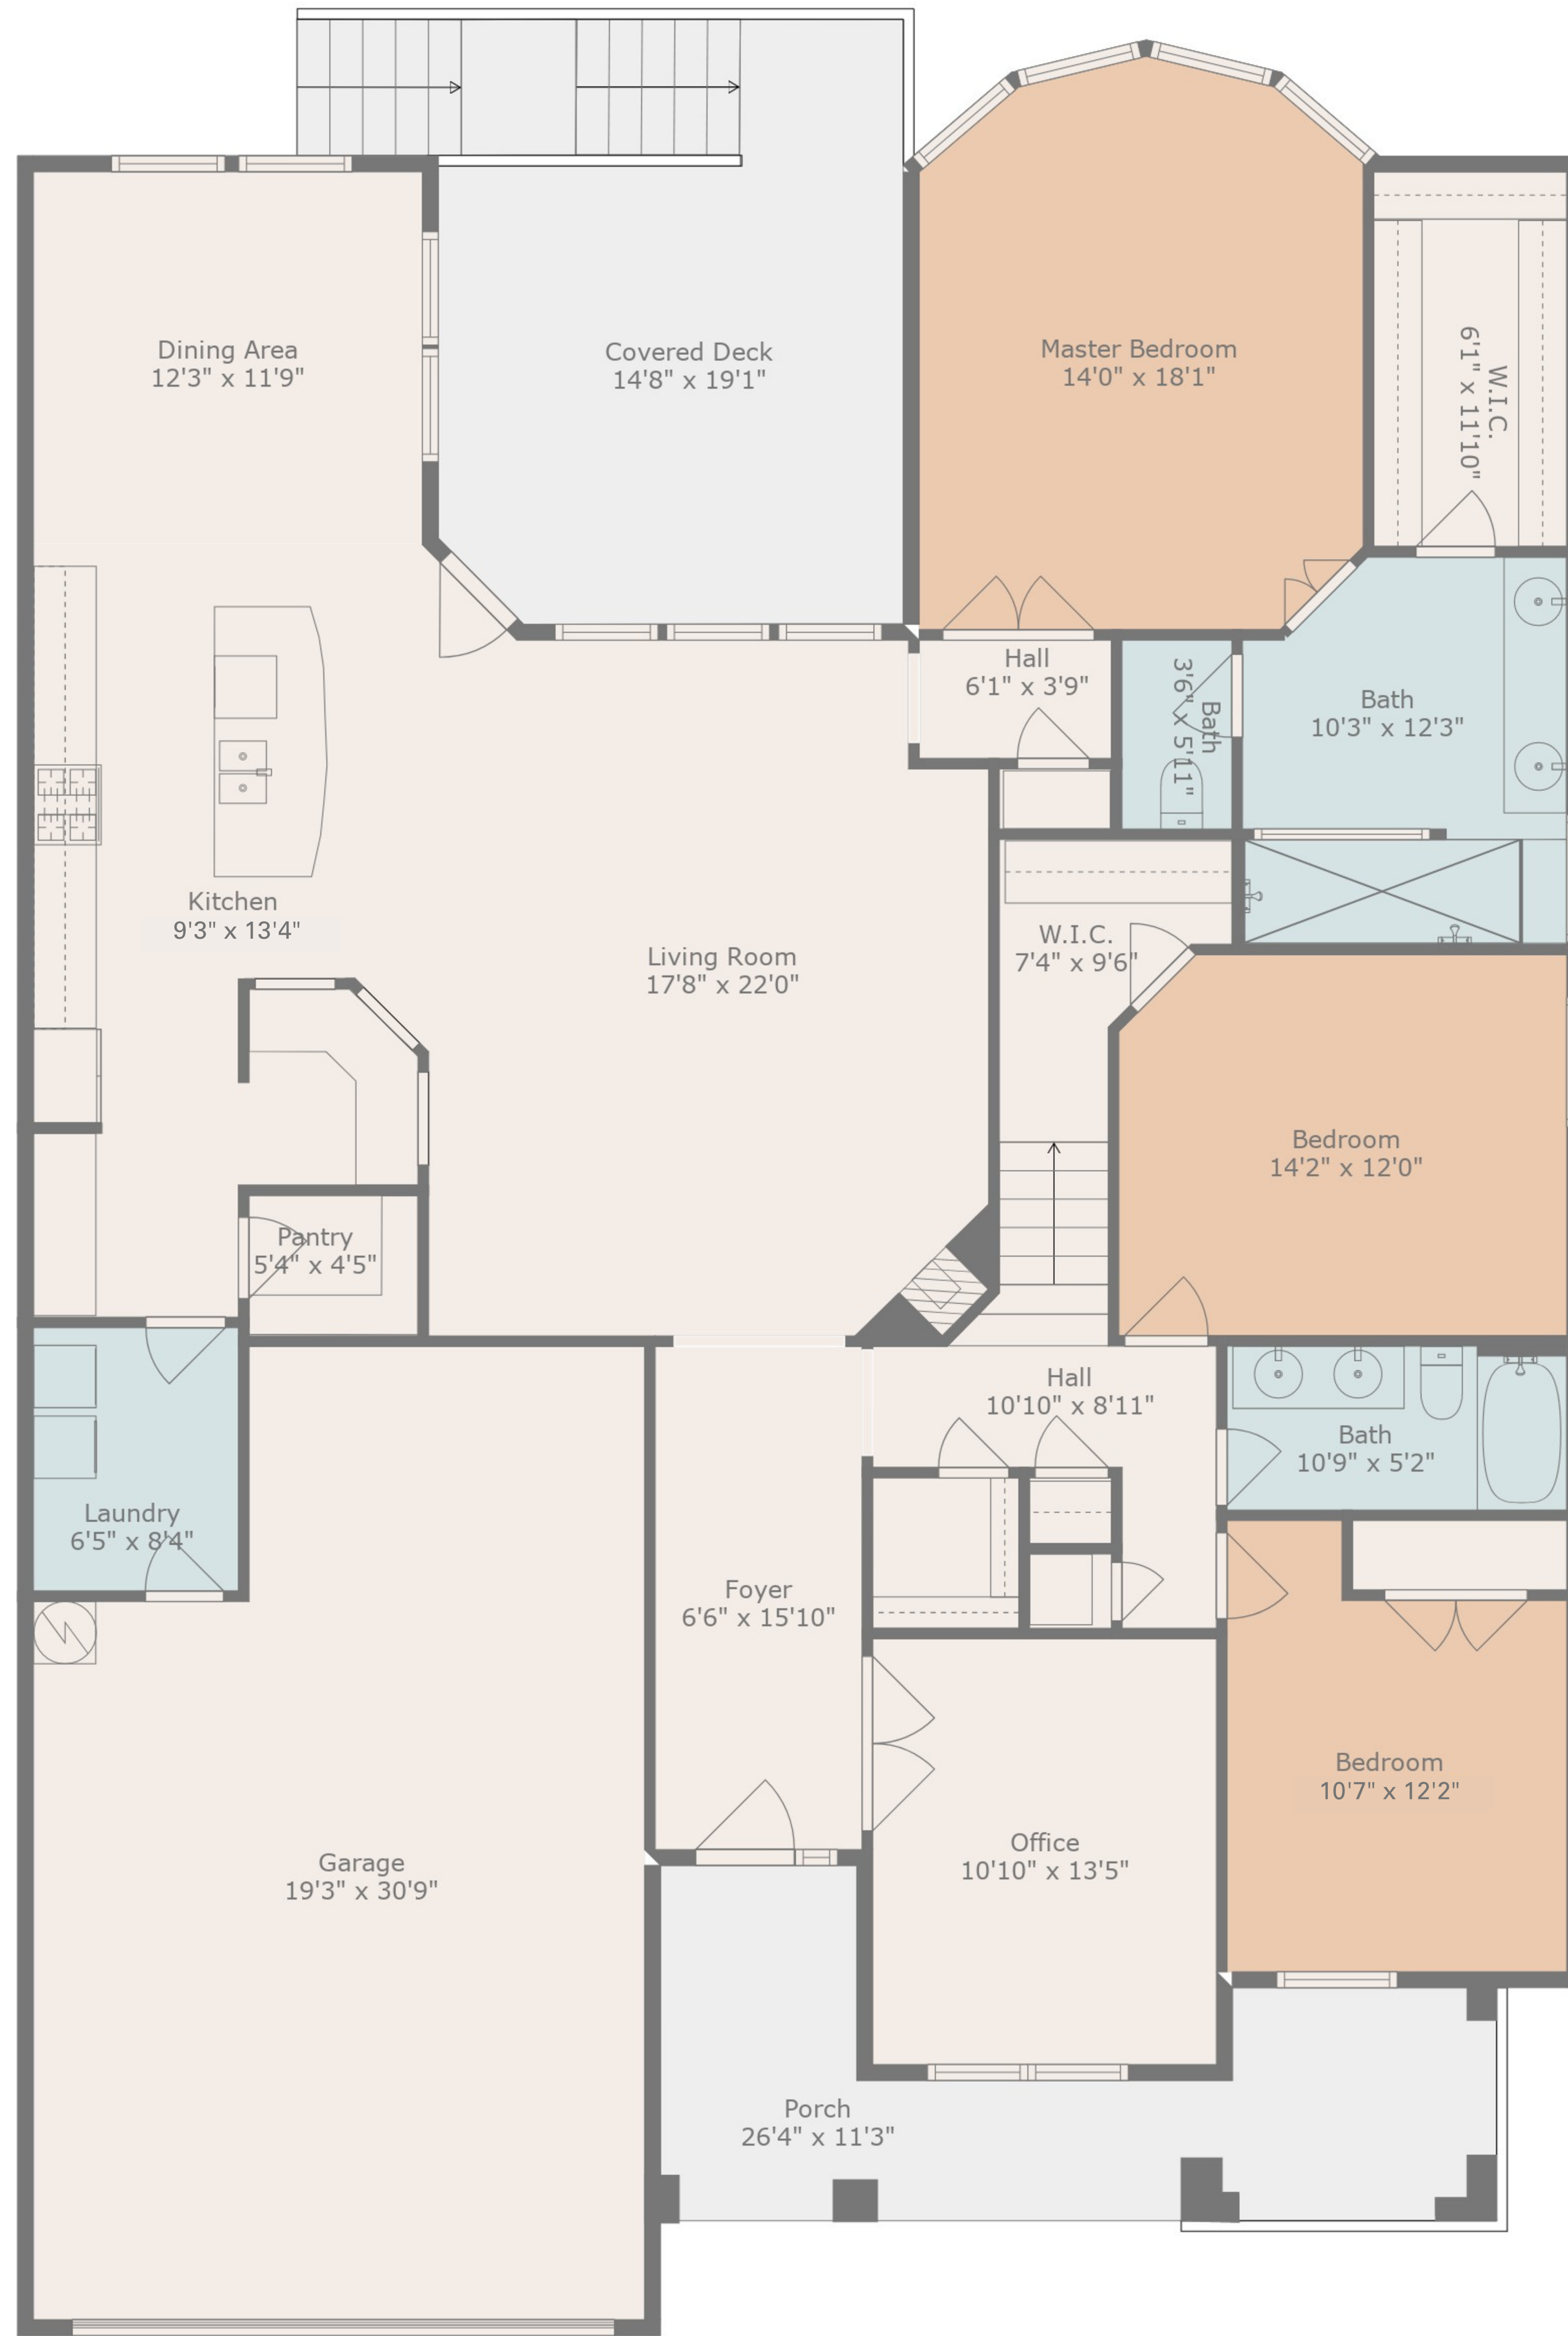 Dining Area
12'3" x 11'9"
Covered Deck
14'8" x 19'1"
Master Bedroom
14'0" x 18'1"
W.I.C.
6'1" x 11'10"
Hall
6'1" x 3'9"
Bath
3'6" x 5'11"
Bath
10'3" x 12'3"
Kitchen
9'3" x 13'4"
Living Room
17'8" x 22'0"
W.I.C.
7'4" x 9'6"
Bedroom
14'2" x 12'0"
Pantry
5'4" x 4'5"
Hall
10'10" x 8'11"
Bath
10'9" x 5'2"
Laundry
6'5" x 8'4"
Foyer
6'6" x 15'10"
Bedroom
10'7" x 12'2"
Office
10'10" x 13'5"
Garage
19'3" x 30'9"
Porch
26'4" x 11'3"